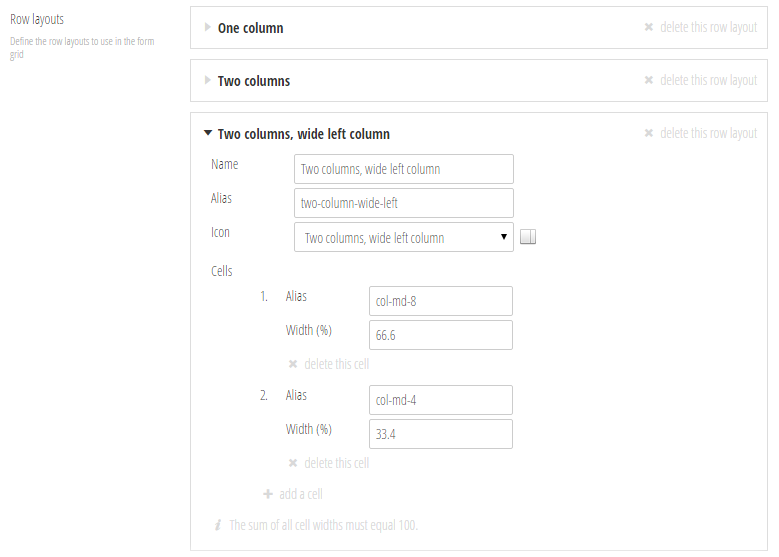 Row layouts
Define the row layouts to use in the form
grid
One column
delete this row layout
Two columns
delete this row layout
Two columns, wide left column
delete this row layout
Name
Two columns, wide left column
Alias
two-column-wide-left
Icon
Two columns, wide left column
Cells
1.
Alias
col-md-8
Width (%)
66.6
delete this cell
2.
Alias
col-md-4
Width (%)
33.4
delete this cell
add a cell
The sum of all cell widths must equal 100.